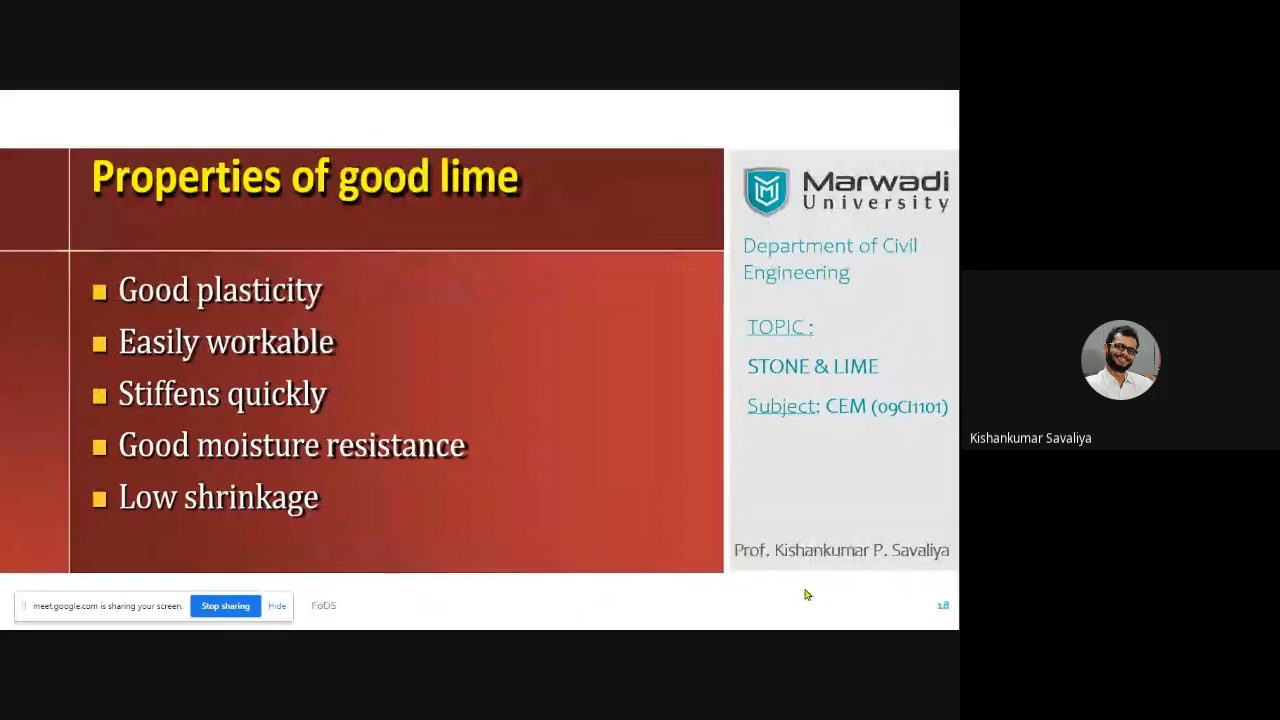 Properties of good lime
Good plasticity
Easily workable
Stiffens quickly
Good moisture resistance
Low shrinkage
Marwadi
University
Department of Civil
Engineering
TOPIC :
STONE & LIME
Subject: CEM (09CI1101)
Prof. Kishankumar P. Savaliya
meet.google.com is sharing your screen.
Stop sharing
Hide
FoDS
Kishankumar Savaliya